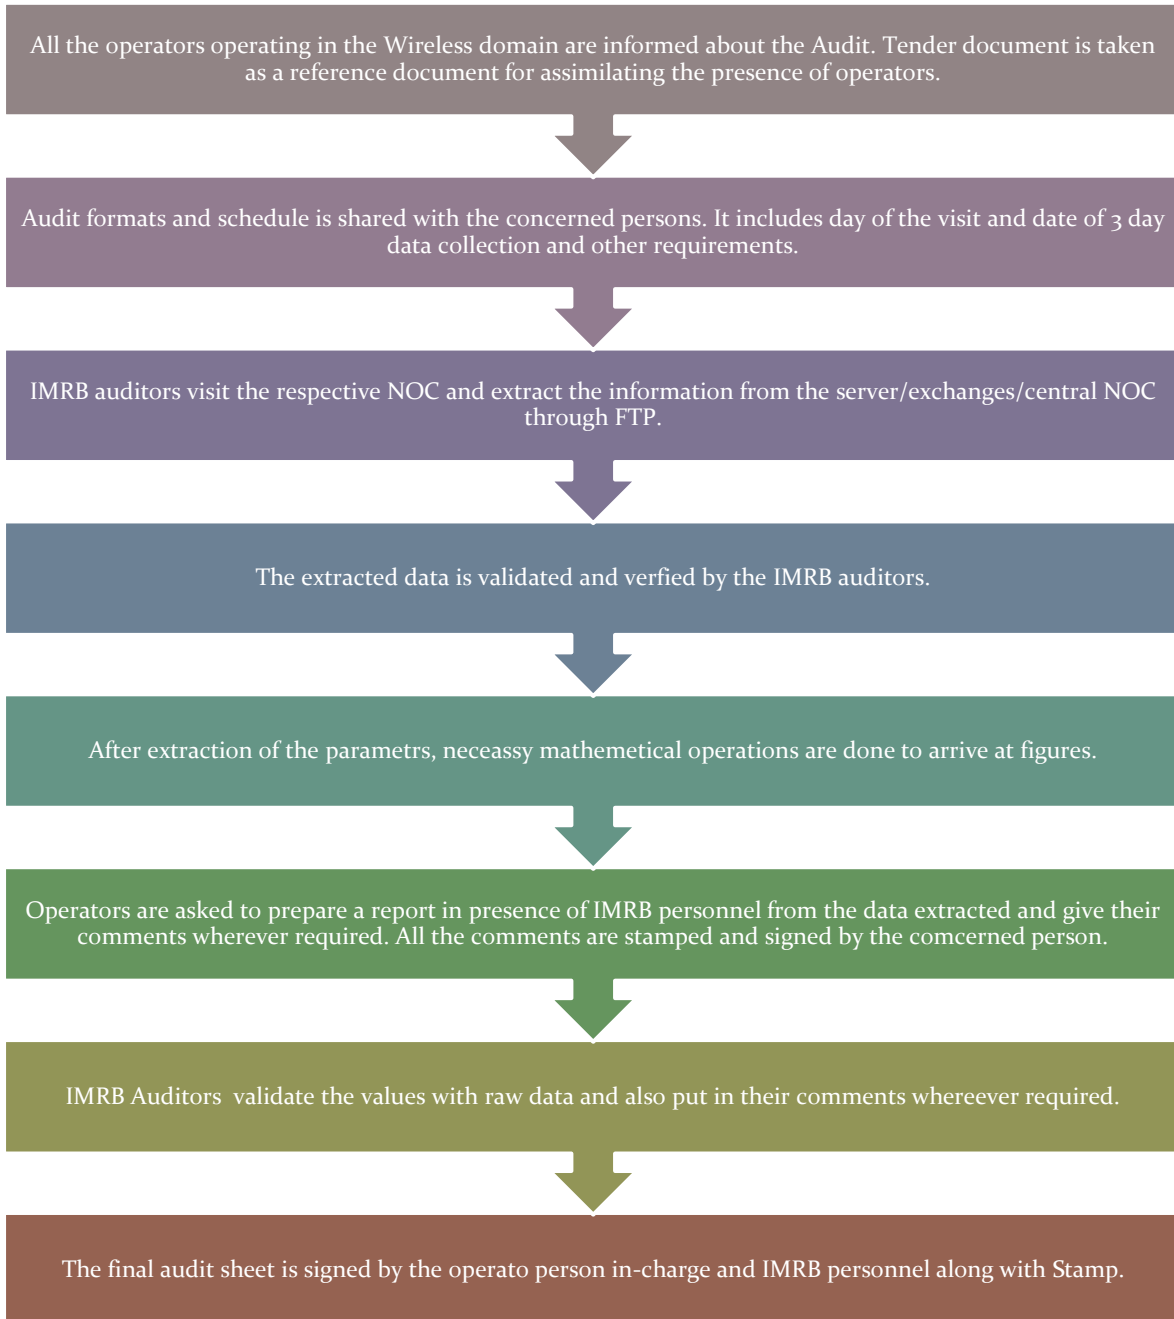 All the operators operating in the Wireless domain are informed about the Audit. Tender document is taken
as a reference document for assimilating the presence of operators.
Audit formats and schedule is shared with the concerned persons. It includes day of the visit and date of 3 day
data collection and other requirements.
IMRB auditors visit the respective NOC and extract the information from the server/exchanges/central NOC
through FTP.
The extracted data is validated and verfied by the IMRB auditors.
After extraction of the parametrs, neceassy mathemetical operations are done to arrive at figures.
Operators are asked to prepare a report in presence of IMRB personnel from the data extracted and give their
comments wherever required. All the comments are stamped and signed by the comcerned person.
IMRB Auditors  validate the values with raw data and also put in their comments whereever required.
The final audit sheet is signed by the operato person in-charge and IMRB personnel along with Stamp.